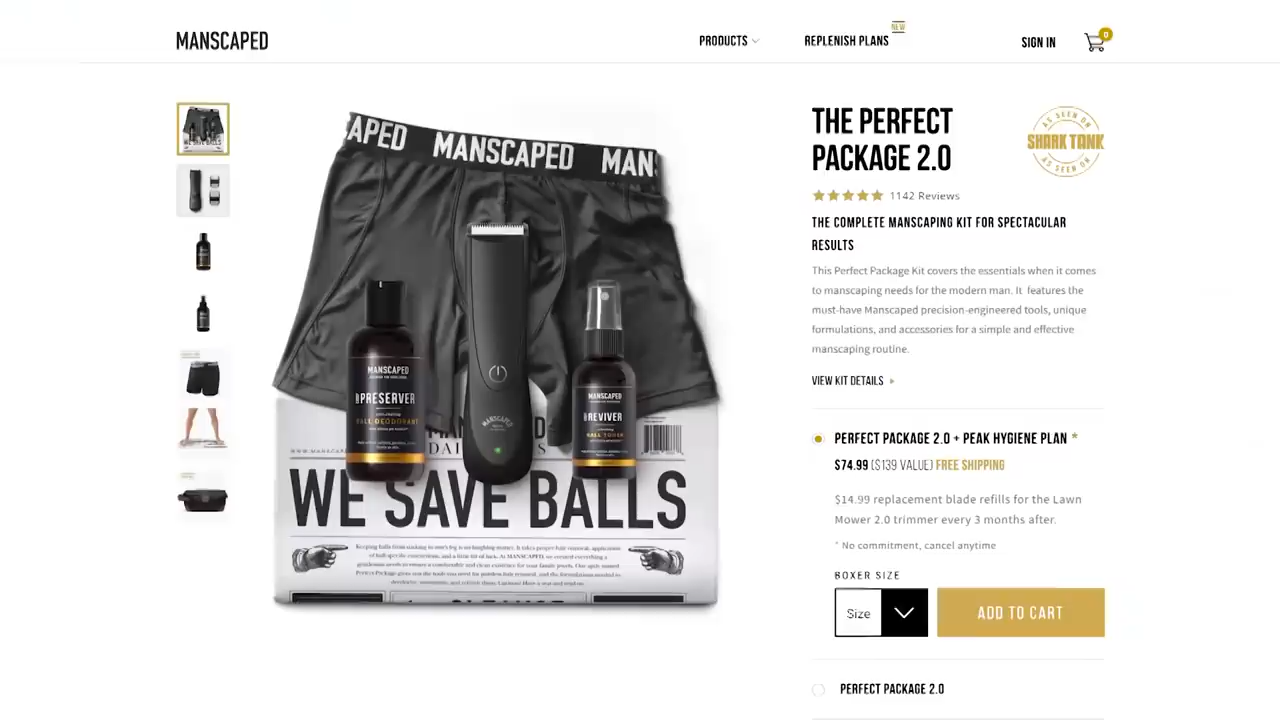 MANSCAPED
PRODUCTS
REPLENISH PLANS
NEW
SIGN IN
0
APED MANSCAPED MAN
MANSCAPED
PRESERVER
BALL DEODORANT
MANSCAPED
MANSCAPED
REVIVER
BALL TONER
WE SAVE BALLS
THE PERFECT
PACKAGE 2.0
AS SEEN ON
SHARK TANK
AS SEEN ON
1142 Reviews
THE COMPLETE MANSCAPING KIT FOR SPECTACULAR
RESULTS
This Perfect Package Kit covers the essentials when it comes
to manscaping needs for the modern man. It features the
must-have Manscaped precision-engineered tools, unique
formulations, and accessories for a simple and effective
manscaping routine.
VIEW KIT DETAILS
PERFECT PACKAGE 2.0 + PEAK HYGIENE PLAN *
$74.99 ($139 VALUE) FREE SHIPPING
$14.99 replacement blade refills for the Lawn
Mower 2.0 trimmer every 3 months after.
* No commitment, cancel anytime
BOXER SIZE
Size
ADD TO CART
PERFECT PACKAGE 2.0